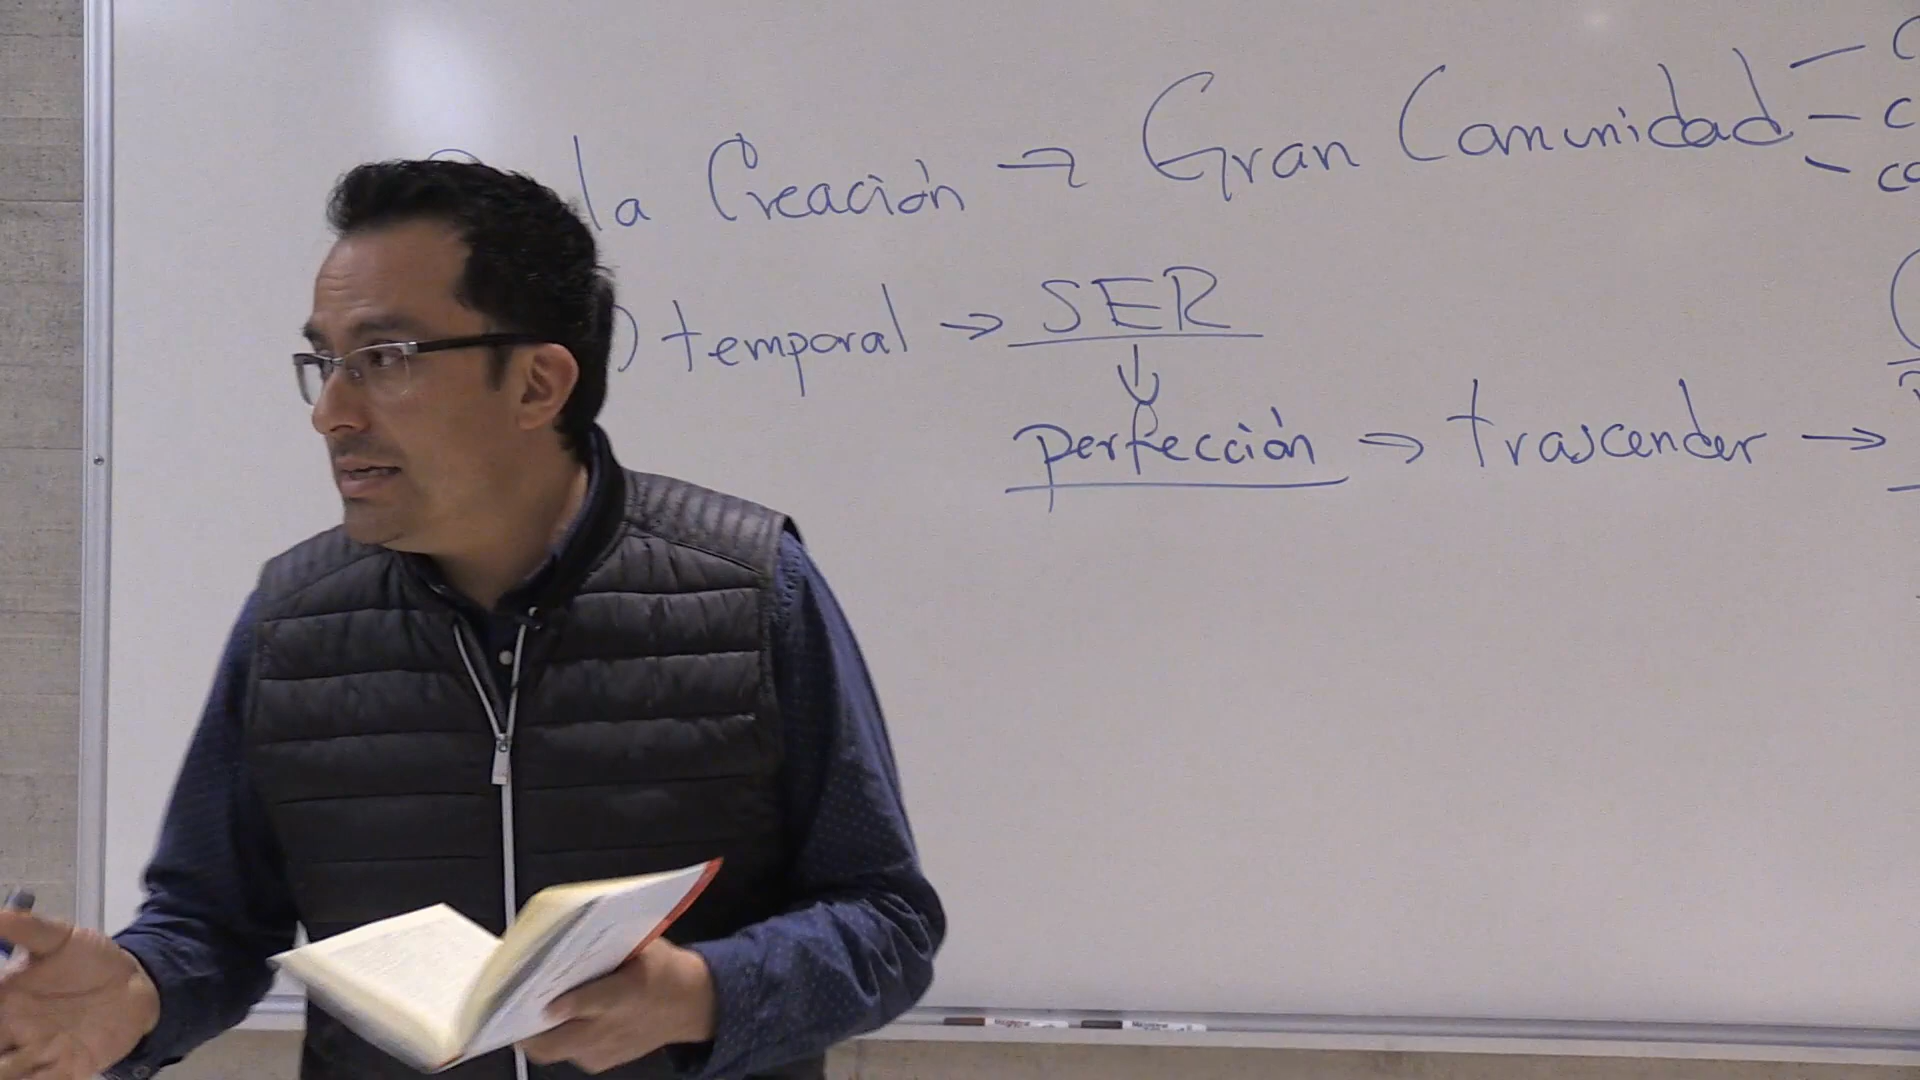 la Creación → Gran Comunidad
) temporal → SER
perfección → trascender →